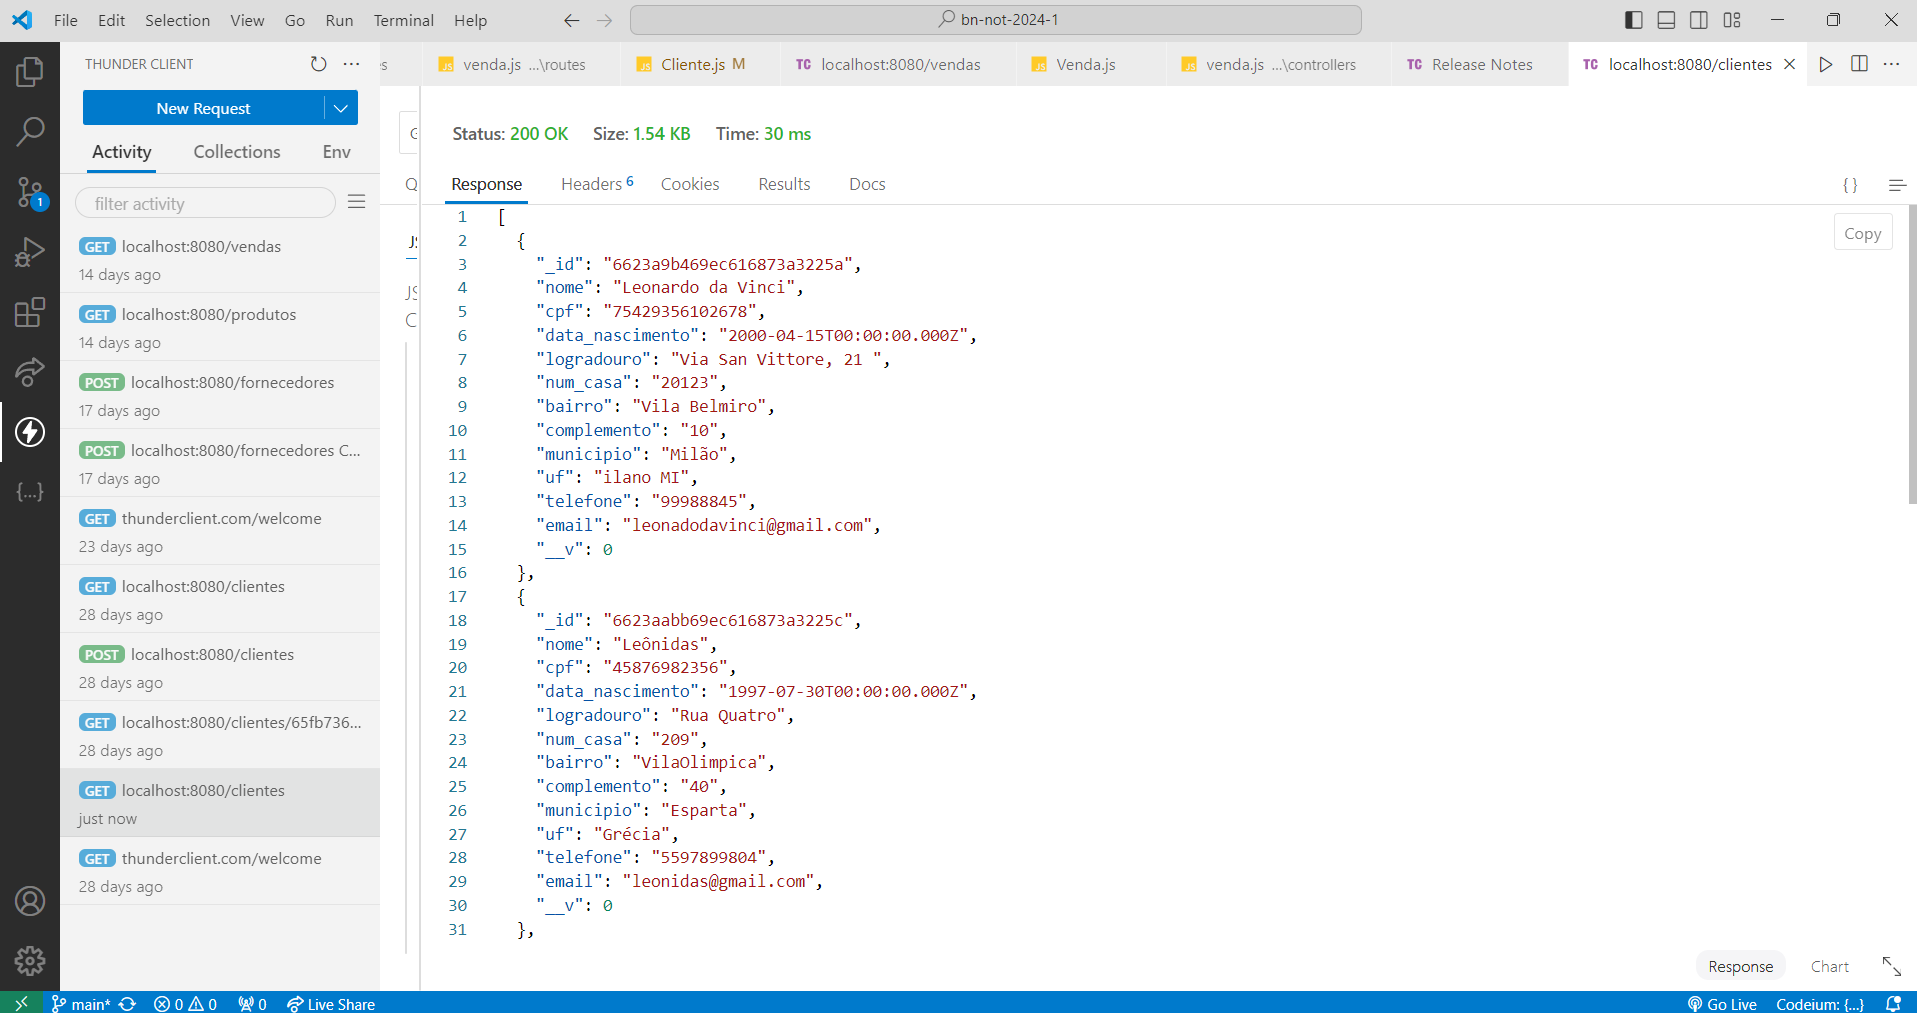 File Edit Selection View Go Run Terminal Help
bn-not-2024-1
THUNDER CLIENT
venda.js ...\routes
Cliente.js M
TC localhost:8080/vendas
Venda.js
venda.js ...\controllers
TC Release Notes
TC localhost:8080/clientes
New Request
Activity Collections Env
filter activity
GET localhost:8080/vendas
14 days ago
GET localhost:8080/produtos
14 days ago
POST localhost:8080/fornecedores
17 days ago
POST localhost:8080/fornecedores C...
17 days ago
GET thunderclient.com/welcome
23 days ago
GET localhost:8080/clientes
28 days ago
POST localhost:8080/clientes
28 days ago
GET localhost:8080/clientes/65fb736...
28 days ago
GET localhost:8080/clientes
just now
GET thunderclient.com/welcome
28 days ago
Status: 200 OK Size: 1.54 KB Time: 30 ms
Response Headers 6 Cookies Results Docs
{ }
Copy
1 [
2 {
3 "_id": "6623a9b469ec616873a3225a",
4 "nome": "Leonardo da Vinci",
5 "cpf": "75429356102678",
6 "data_nascimento": "2000-04-15T00:00:00.000Z",
7 "logradouro": "Via San Vittore, 21 ",
8 "num_casa": "20123",
9 "bairro": "Vila Belmiro",
10 "complemento": "10",
11 "municipio": "Milão",
12 "uf": "ilano MI",
13 "telefone": "99988845",
14 "email": "leonadodavinci@gmail.com",
15 "__v": 0
16 },
17 {
18 "_id": "6623aabb69ec616873a3225c",
19 "nome": "Leônidas",
20 "cpf": "45876982356",
21 "data_nascimento": "1997-07-30T00:00:00.000Z",
22 "logradouro": "Rua Quatro",
23 "num_casa": "209",
24 "bairro": "VilaOlimpica",
25 "complemento": "40",
26 "municipio": "Esparta",
27 "uf": "Grécia",
28 "telefone": "5597899804",
29 "email": "leonidas@gmail.com",
30 "__v": 0
31 },
Response Chart
1
main* 0 0 0 Live Share
Go Live Codeium: {...}